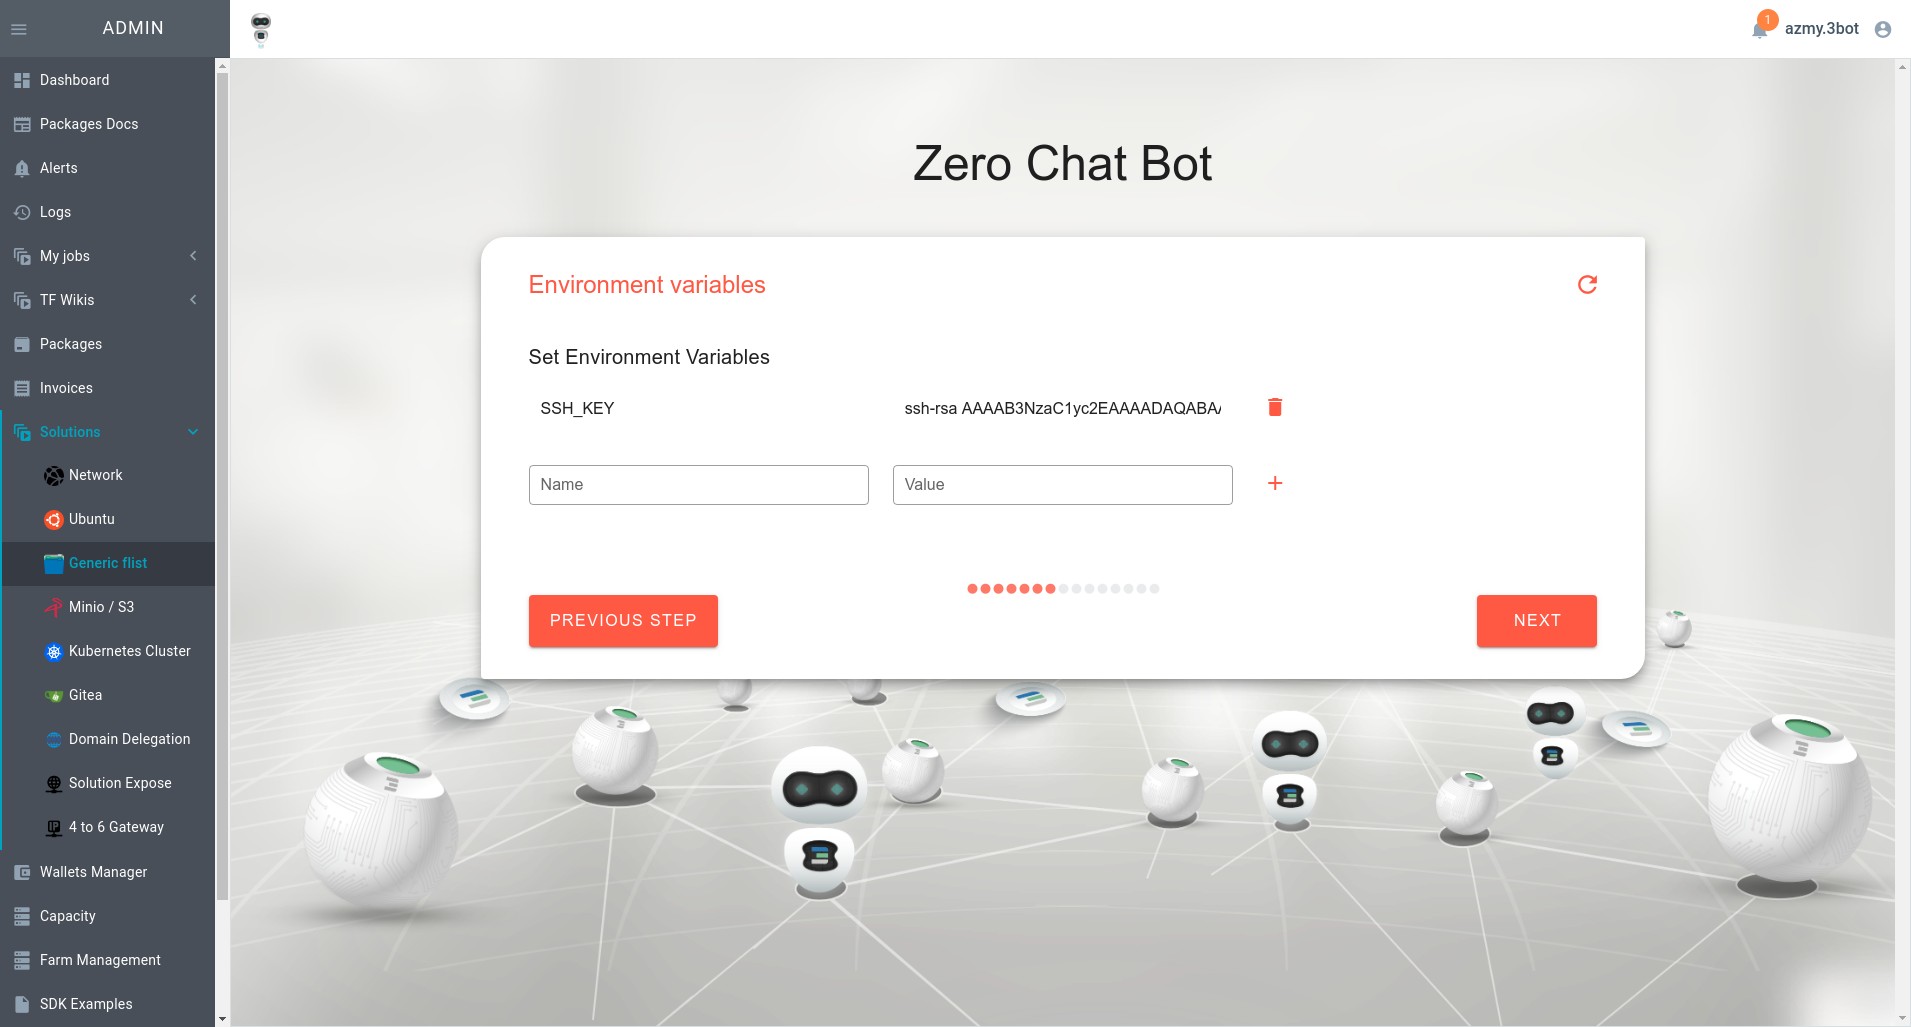 ADMIN
1
azmy.3bot
Dashboard
Packages Docs
Alerts
Logs
My jobs
TF Wikis
Packages
Invoices
Solutions
Network
Ubuntu
Generic flist
Minio / S3
Kubernetes Cluster
Gitea
Domain Delegation
Solution Expose
4 to 6 Gateway
Wallets Manager
Capacity
Farm Management
SDK Examples
Zero Chat Bot
Environment variables
Set Environment Variables
SSH_KEY ssh-rsa AAAAB3NzaC1yc2EAAAADAQABA
Name Value
PREVIOUS STEP
NEXT